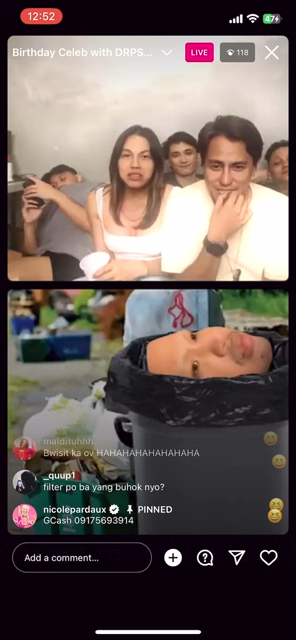 12:52
47
Birthday Celeb with DRPS...
LIVE
118
maldituhhh
Bwisit ka ov HAHAHAHAHAHAHAHA
_quup1
filter po ba yang buhok nyo?
nicolepardaux PINNED
GCash 09175693914
Add a comment...